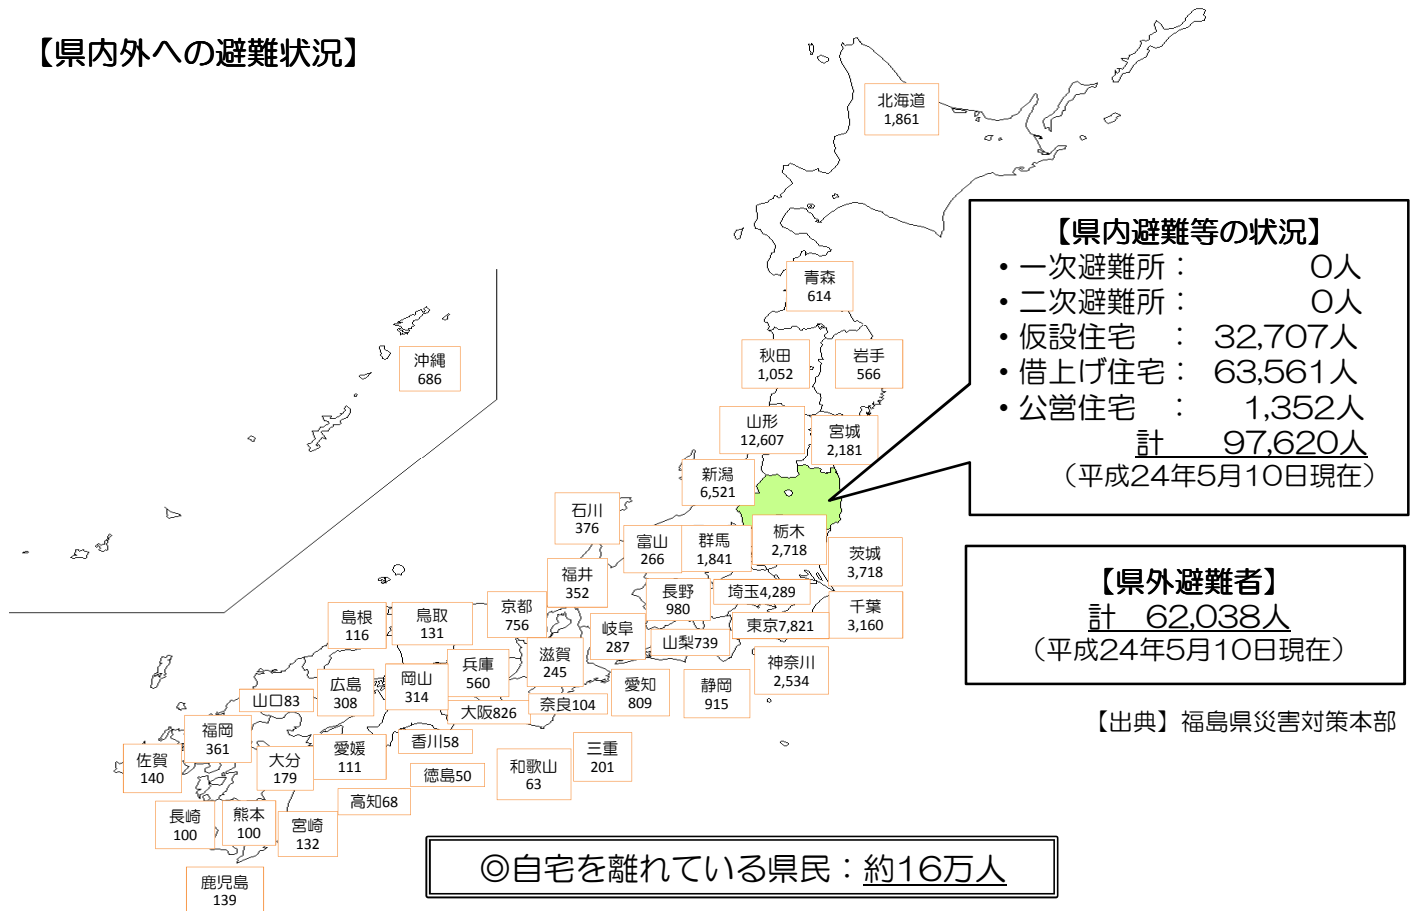 【県内外への避難状況】
北海道
1,861
青森
614
秋田
1,052
岩手
566
山形
12,607
宮城
2,181
新潟
6,521
沖縄
686
【県内避難等の状況】
・一次避難所： 0人
・二次避難所： 0人
・仮設住宅 ： 32,707人
・借上げ住宅： 63,561人
・公営住宅 ： 1,352人
計 97,620人
（平成24年5月10日現在）
石川
376
富山
266
群馬
1,841
栃木
2,718
茨城
3,718
福井
352
長野
980
埼玉4,289
千葉
3,160
東京7,821
島根
116
鳥取
131
京都
756
岐阜
287
山梨739
滋賀
245
兵庫
560
神奈川
2,534
広島
308
岡山
314
愛知
809
静岡
915
山口83
大阪826
奈良104
福岡
361
佐賀
140
大分
179
愛媛
111
香川58
徳島50
和歌山
63
三重
201
高知68
長崎
100
熊本
100
宮崎
132
鹿児島
139
【県外避難者】
計 62,038人
（平成24年5月10日現在）
【出典】福島県災害対策本部
◎自宅を離れている県民：約16万人